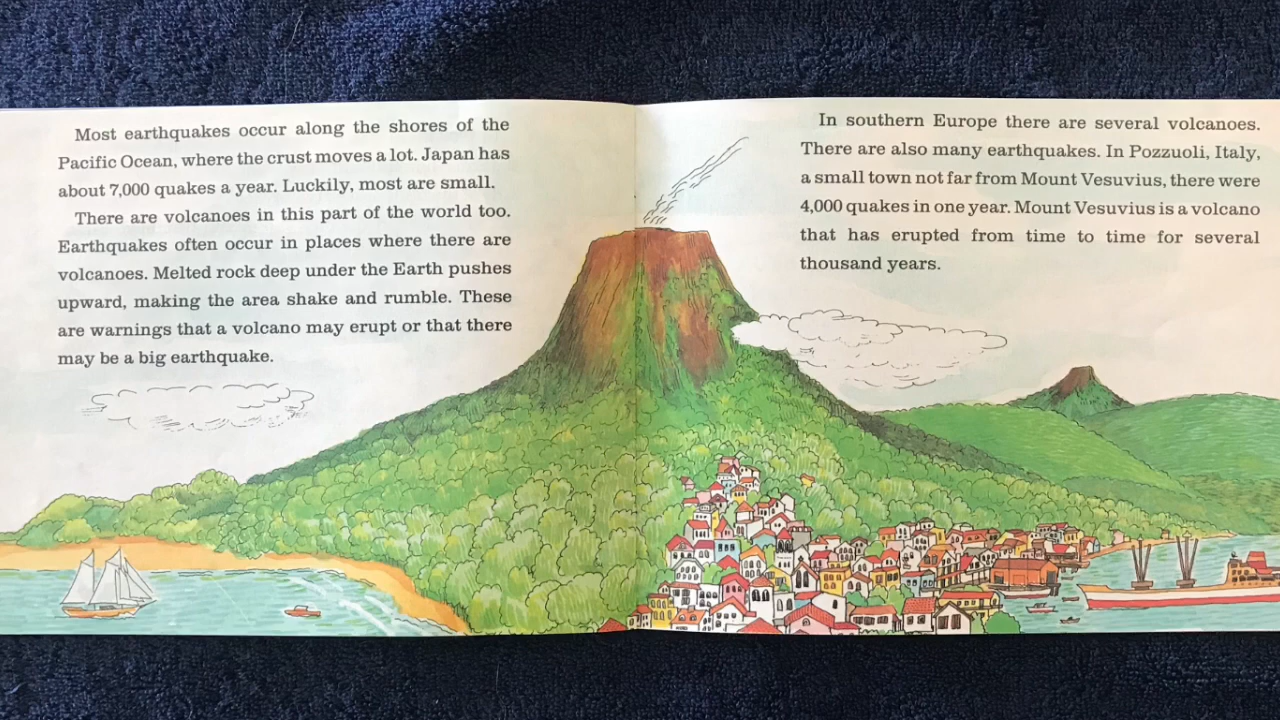 Most earthquakes occur along the shores of the
Pacific Ocean, where the crust moves a lot. Japan has
about 7,000 quakes a year. Luckily, most are small.
There are volcanoes in this part of the world too.
Earthquakes often occur in places where there are
volcanoes. Melted rock deep under the Earth pushes
upward, making the area shake and rumble. These
are warnings that a volcano may erupt or that there
may be a big earthquake.
In southern Europe there are several volcanoes.
There are also many earthquakes. In Pozzuoli, Italy,
a small town not far from Mount Vesuvius, there were
4,000 quakes in one year. Mount Vesuvius is a volcano
that has erupted from time to time for several
thousand years.